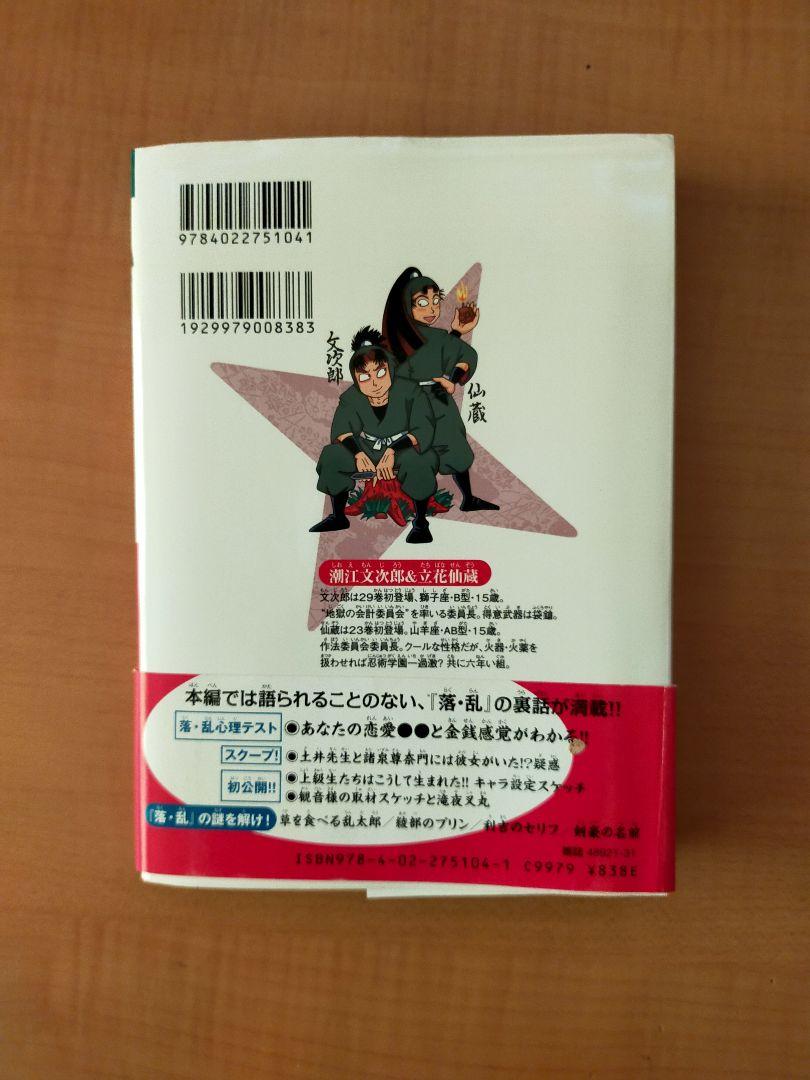 9784022751041
1929979008383
文次郎
仙蔵
潮江文次郎&立花仙蔵
文次郎は29巻初登場、獅子座・B型・15歳。
“地獄の会計委員会”を率いる委員長。得意武器は袋鎗。
仙蔵は23巻初登場。山羊座・AB型・15歳。
作法委員会委員長。クールな性格だが、火器・火薬を
扱わせれば忍術学園一過激？共に六年い組。
本編では語られることのない、『落・乱』の裏話が満載!!
落・乱心理テスト ●あなたの恋愛●●と金銭感覚がわかる!!
スクープ! ●土井先生と諸泉尊奈門には彼女がいた!?疑惑
初公開!! ●上級生たちはこうして生まれた!! キャラ設定スケッチ
●観音様の取材スケッチと滝夜叉丸
『落・乱』の謎を解け! 草を食べる乱太郎/綾部のプリン/利吉のセリフ 剣豪の名前
ISBN978-4-02-275104-1 C9979 ¥838E
雑誌 48921-31